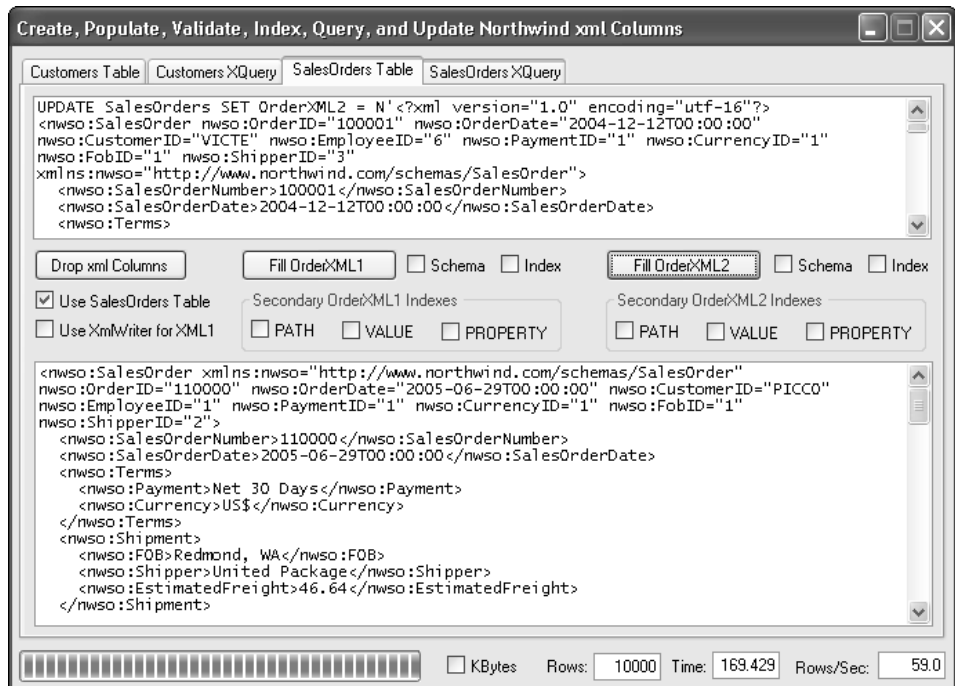 Create, Populate, Validate, Index, Query, and Update Northwind xml Columns
Customers Table Customers XQuery SalesOrders Table SalesOrders XQuery
UPDATE SalesOrders SET OrderXML2 = N'<?xml version="1.0" encoding="utf-16"?>
<nwso:SalesOrder nwso:OrderID="100001" nwso:OrderDate="2004-12-12T00:00:00"
nwso:CustomerID="VICTE" nwso:EmployeeID="6" nwso:PaymentID="1" nwso:CurrencyID="1"
nwso:FobID="1" nwso:ShipperID="3"
xmlns:nwso="http://www.northwind.com/schemas/SalesOrder">
<nwso:SalesOrderNumber>100001</nwso:SalesOrderNumber>
<nwso:SalesOrderDate>2004-12-12T00:00:00</nwso:SalesOrderDate>
<nwso:Terms>
Drop xml Columns Fill OrderXML1 Schema Index Fill OrderXML2 Schema Index
Use SalesOrders Table Secondary OrderXML1 Indexes Secondary OrderXML2 Indexes
Use XmlWriter for XML1 PATH VALUE PROPERTY PATH VALUE PROPERTY
<nwso:SalesOrder xmlns:nwso="http://www.northwind.com/schemas/SalesOrder"
nwso:OrderID="110000" nwso:OrderDate="2005-06-29T00:00:00" nwso:CustomerID="PICCO"
nwso:EmployeeID="1" nwso:PaymentID="1" nwso:CurrencyID="1" nwso:FobID="1"
nwso:ShipperID="2">
<nwso:SalesOrderNumber>110000</nwso:SalesOrderNumber>
<nwso:SalesOrderDate>2005-06-29T00:00:00</nwso:SalesOrderDate>
<nwso:Terms>
<nwso:Payment>Net 30 Days</nwso:Payment>
<nwso:Currency>US$</nwso:Currency>
</nwso:Terms>
<nwso:Shipment>
<nwso:FOB>Redmond, WA</nwso:FOB>
<nwso:Shipper>United Package</nwso:Shipper>
<nwso:EstimatedFreight>46.64</nwso:EstimatedFreight>
</nwso:Shipment>
KBytes Rows: 10000 Time: 169.429 Rows/Sec: 59.0